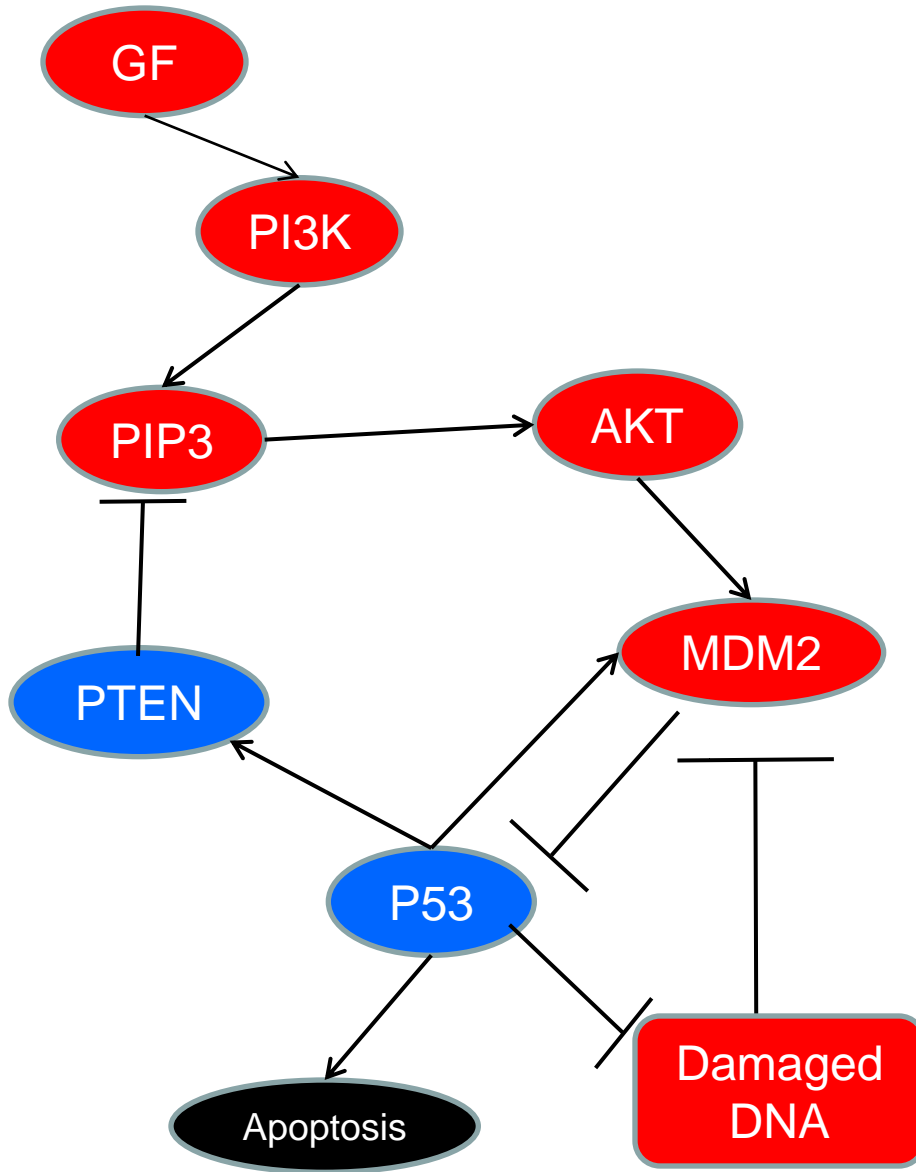 GF
PI3K
PIP3
AKT
MDM2
PTEN
P53
Damaged
DNA
Apoptosis